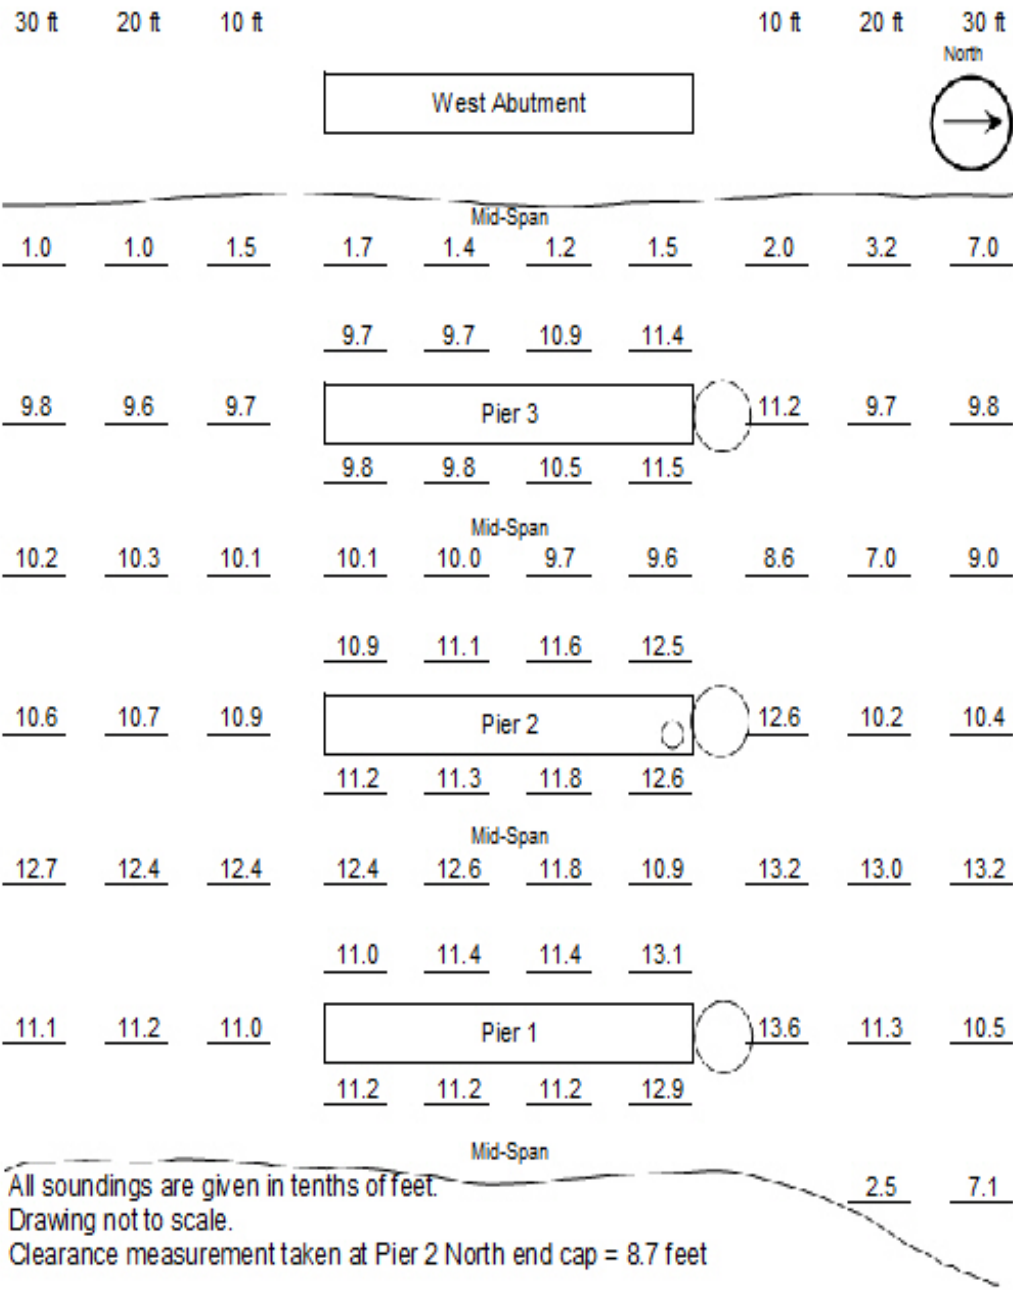 30 ft 20 ft 10 ft 10 ft 20 ft 30 ft
North
West Abutment
Mid-Span
1.0 1.0 1.5 1.7 1.4 1.2 1.5 2.0 3.2 7.0
9.7 9.7 10.9 11.4
9.8 9.6 9.7 Pier 3 11.2 9.7 9.8
9.8 9.8 10.5 11.5
Mid-Span
10.2 10.3 10.1 10.1 10.0 9.7 9.6 8.6 7.0 9.0
10.9 11.1 11.6 12.5
10.6 10.7 10.9 Pier 2 12.6 10.2 10.4
11.2 11.3 11.8 12.6
Mid-Span
12.7 12.4 12.4 12.4 12.6 11.8 10.9 13.2 13.0 13.2
11.0 11.4 11.4 13.1
11.1 11.2 11.0 Pier 1 13.6 11.3 10.5
11.2 11.2 11.2 12.9
Mid-Span
All soundings are given in tenths of feet. 2.5 7.1
Drawing not to scale.
Clearance measurement taken at Pier 2 North end cap = 8.7 feet